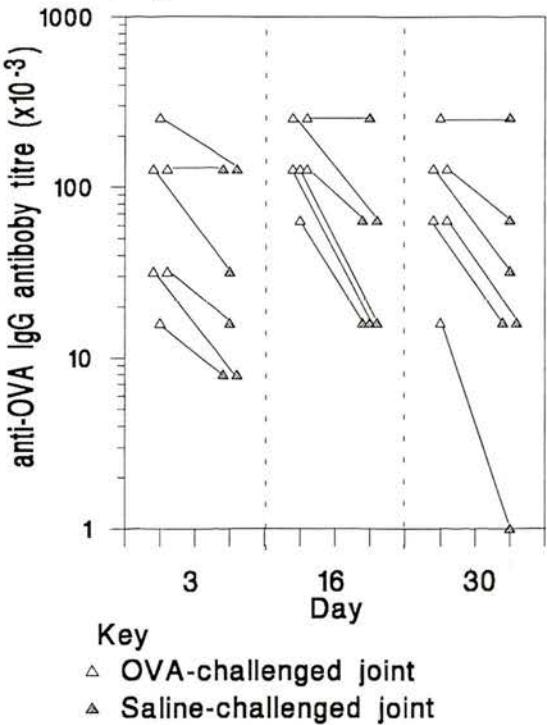 1000
100
10
1
anti-OVA IgG antiboby titre (x10⁻³)
3 16 30
Day
Key
△ OVA-challenged joint
▲ Saline-challenged joint